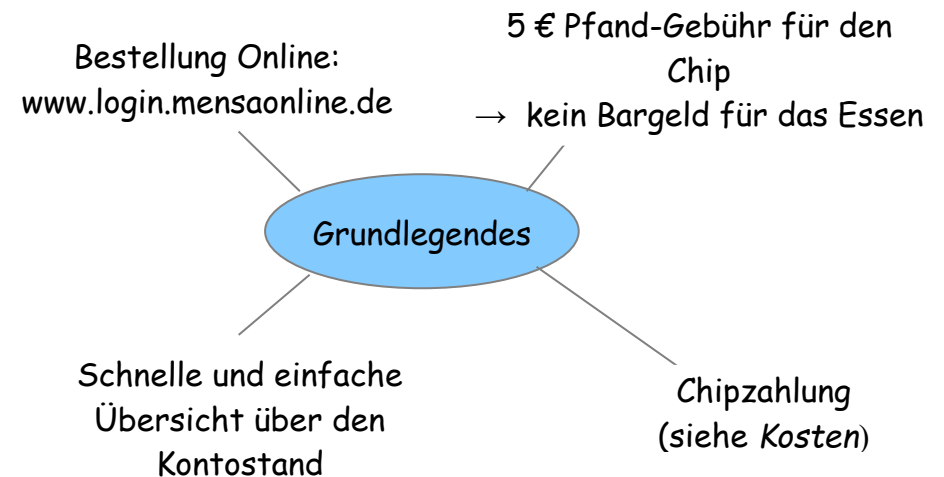 Bestellung Online:
www.login.mensaonline.de
5 € Pfand-Gebühr für den
Chip
→ kein Bargeld für das Essen
Grundlegendes
Schnelle und einfache
Übersicht über den
Kontostand
Chipzahlung
(siehe Kosten)